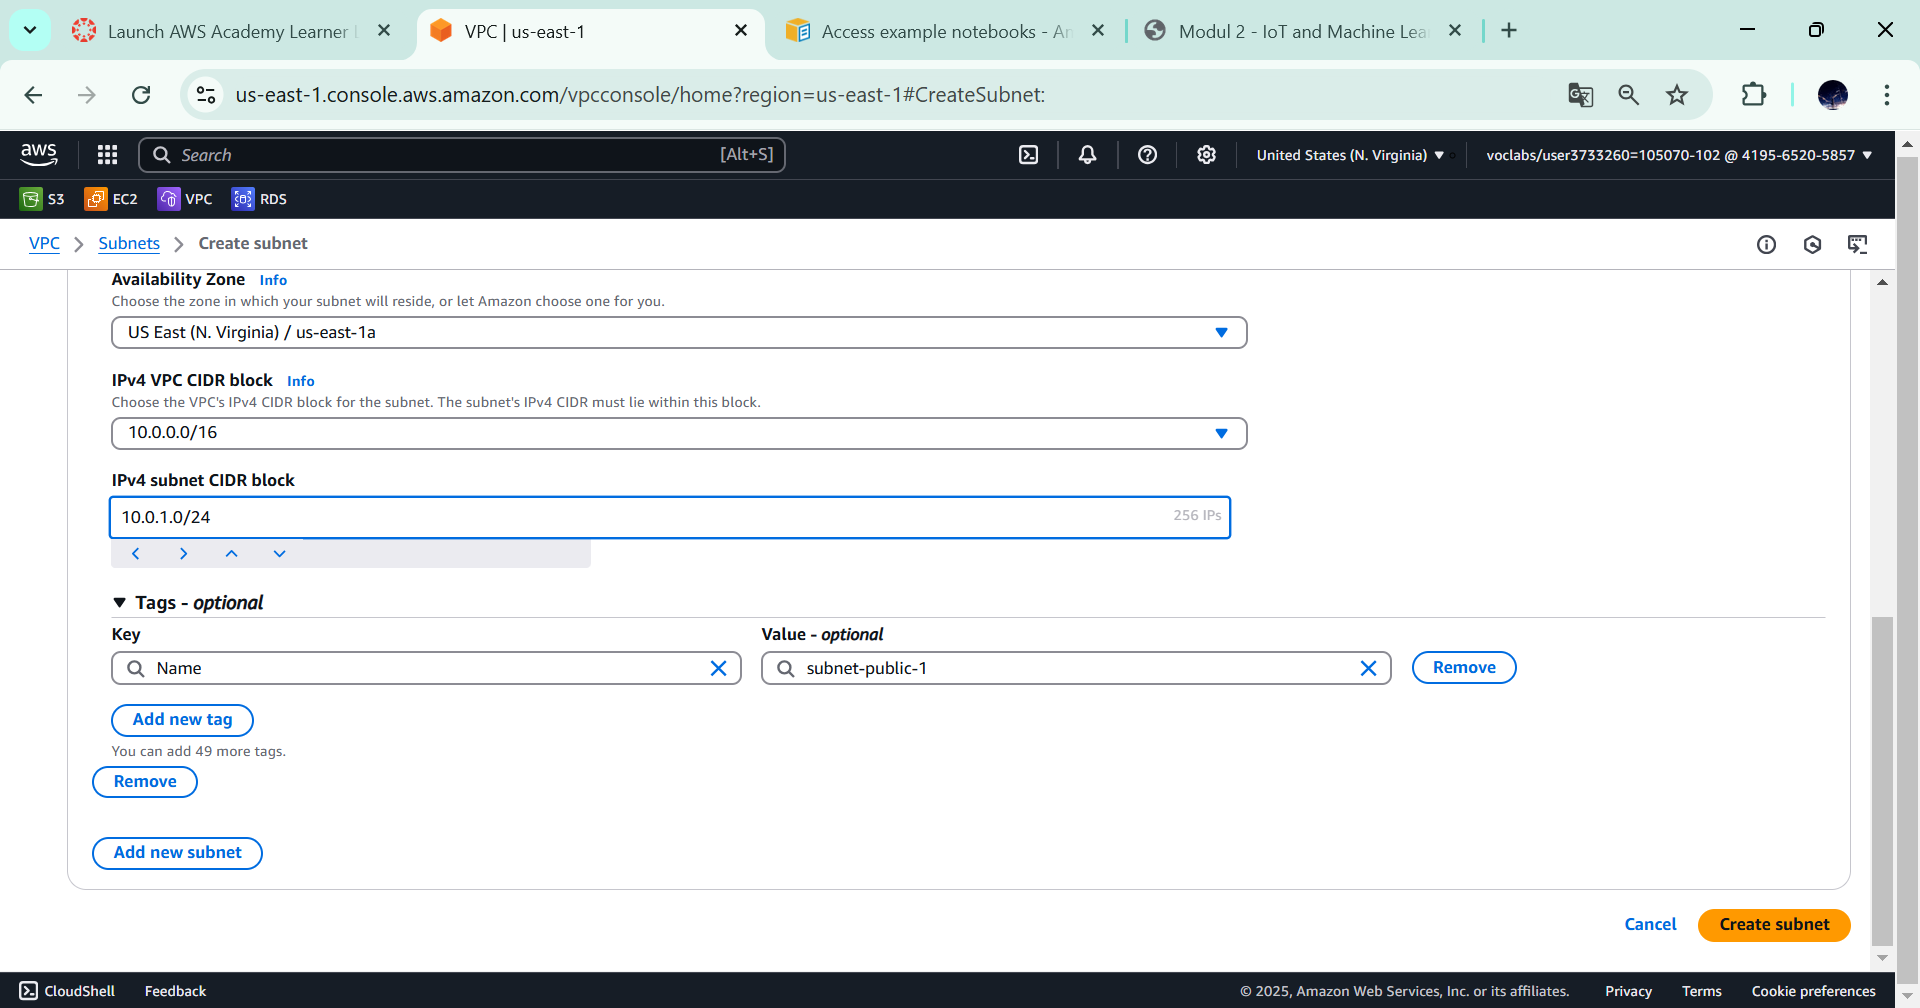 Launch AWS Academy Learner L
VPC | us-east-1
Access example notebooks - Am
Modul 2 - IoT and Machine Lear
us-east-1.console.aws.amazon.com/vpcconsole/home?region=us-east-1#CreateSubnet:
aws
Search
[Alt+S]
United States (N. Virginia)
voclabs/user3733260=105070-102 @ 4195-6520-5857
S3
EC2
VPC
RDS
VPC
Subnets
Create subnet
Availability Zone Info
Choose the zone in which your subnet will reside, or let Amazon choose one for you.
US East (N. Virginia) / us-east-1a
IPv4 VPC CIDR block Info
Choose the VPC's IPv4 CIDR block for the subnet. The subnet's IPv4 CIDR must lie within this block.
10.0.0.0/16
IPv4 subnet CIDR block
10.0.1.0/24
256 IPs
Tags - optional
Key
Value - optional
Name
subnet-public-1
Remove
Add new tag
You can add 49 more tags.
Remove
Add new subnet
Cancel
Create subnet
CloudShell
Feedback
© 2025, Amazon Web Services, Inc. or its affiliates.
Privacy
Terms
Cookie preferences